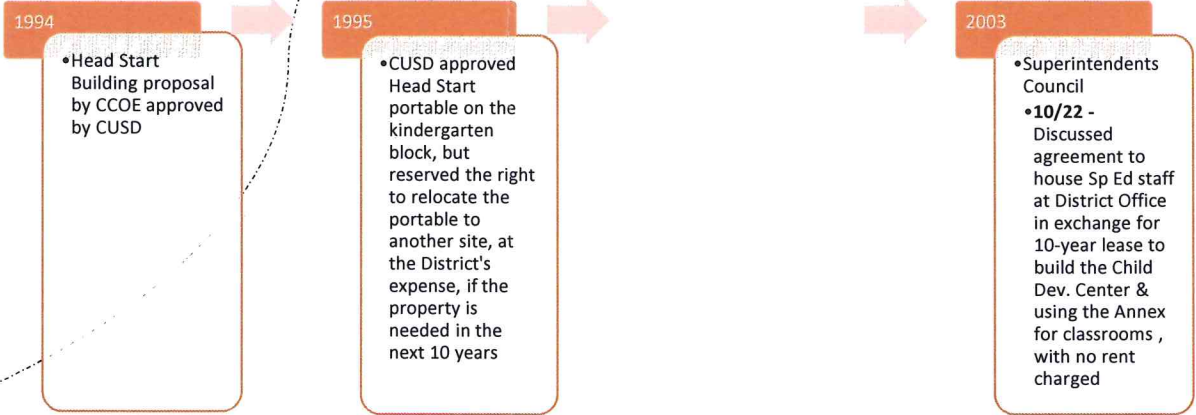 1994
•Head Start
Building proposal
by CCOE approved
by CUSD
1995
•CUSD approved
Head Start
portable on the
kindergarten
block, but
reserved the right
to relocate the
portable to
another site, at
the District's
expense, if the
property is
needed in the
next 10 years
2003
•Superintendents
Council
•10/22 -
Discussed
agreement to
house Sp Ed staff
at District Office
in exchange for
10-year lease to
build the Child
Dev. Center &
using the Annex
for classrooms ,
with no rent
charged